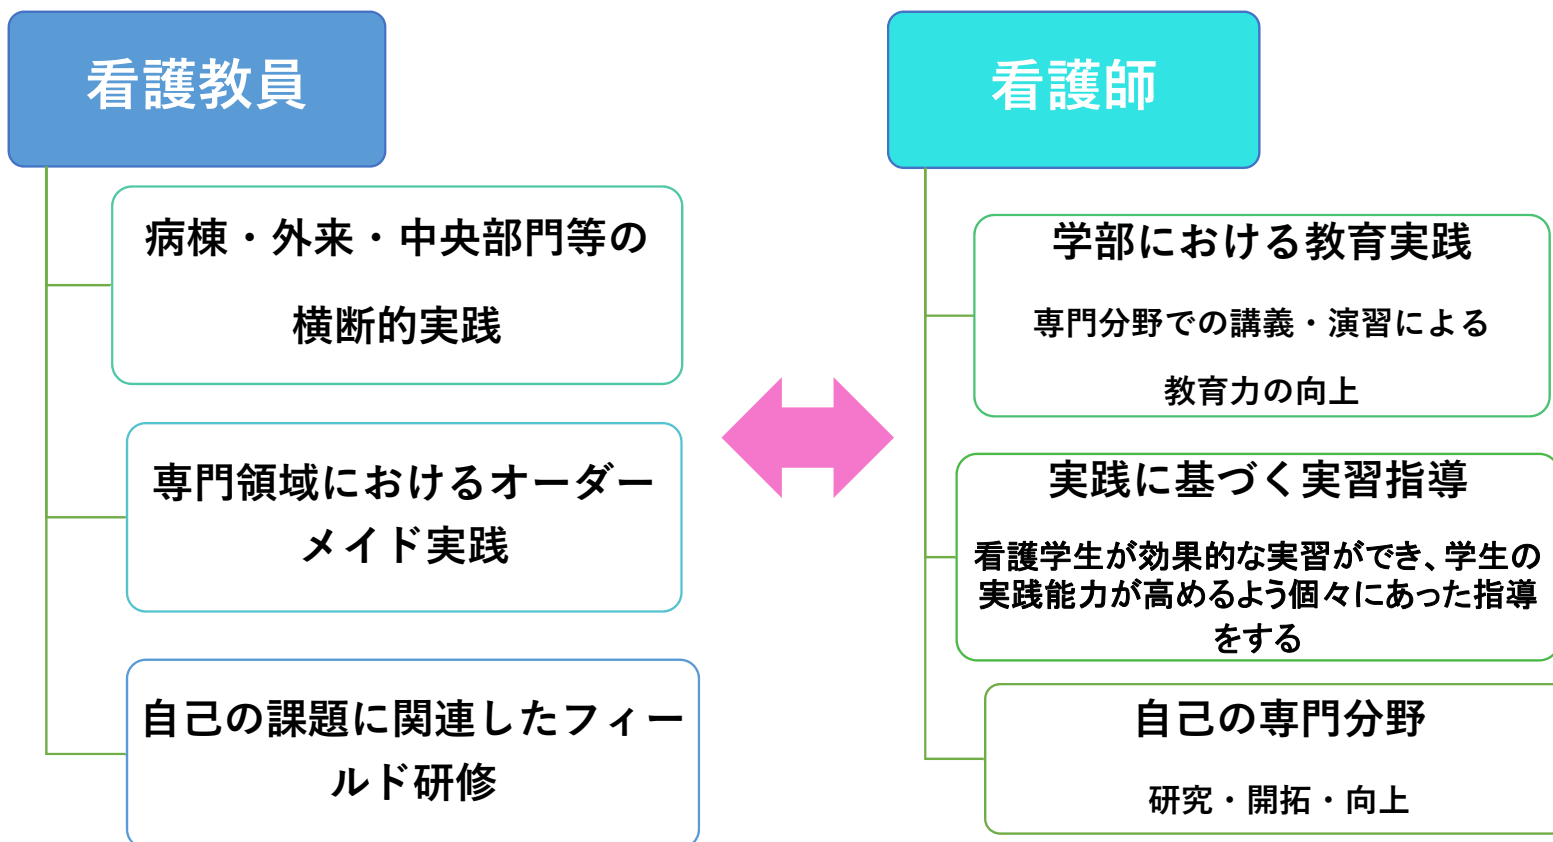 看護教員
病棟・外来・中央部門等の
横断的実践
専門領域におけるオーダー
メイド実践
自己の課題に関連したフィー
ルド研修
看護師
学部における教育実践
専門分野での講義・演習による
教育力の向上
実践に基づく実習指導
看護学生が効果的な実習ができ、学生の
実践能力が高めるよう個々にあった指導
をする
自己の専門分野
研究・開拓・向上